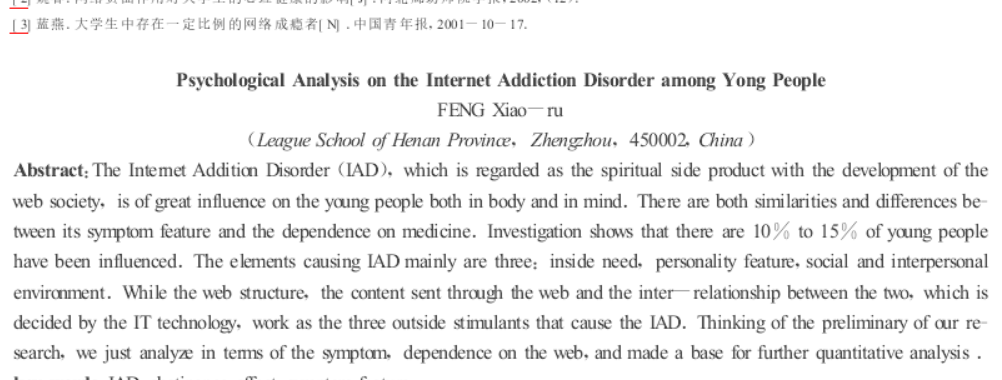 [3] 蓝燕.大学生中存在一定比例的网络成瘾者[N].中国青年报,2001-10-17.
Psychological Analysis on the Internet Addiction Disorder among Yong People
FENG Xiao—ru
(League School of Henan Province, Zhengzhou, 450002, China)
Abstract: The Internet Addition Disorder (IAD), which is regarded as the spiritual side product with the development of the
web society, is of great influence on the young people both in body and in mind. There are both similarities and differences be-
tween its symptom feature and the dependence on medicine. Investigation shows that there are 10% to 15% of young people
have been influenced. The elements causing IAD mainly are three: inside need, personality feature, social and interpersonal
environment. While the web structure, the content sent through the web and the inter—relationship between the two, which is
decided by the IT technology, work as the three outside stimulants that cause the IAD. Thinking of the preliminary of our re-
search, we just analyze in terms of the symptom, dependence on the web, and made a base for further quantitative analysis.